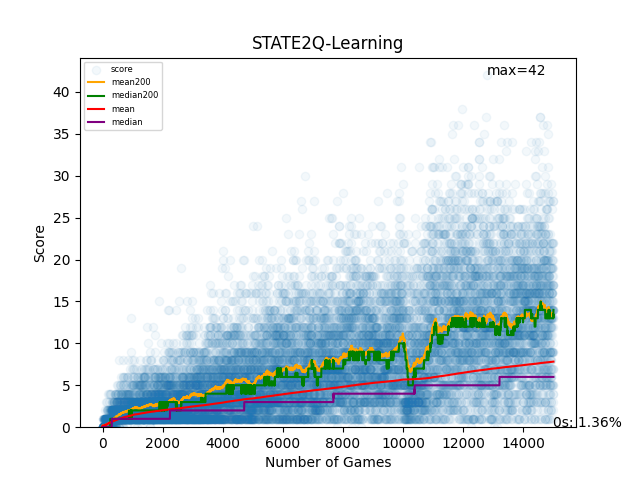 STATE2Q-Learning
max=42
score
mean200
median200
mean
median
40
35
30
25
20
15
10
5
0
Score
0s: 1.36%
0 2000 4000 6000 8000 10000 12000 14000
Number of Games